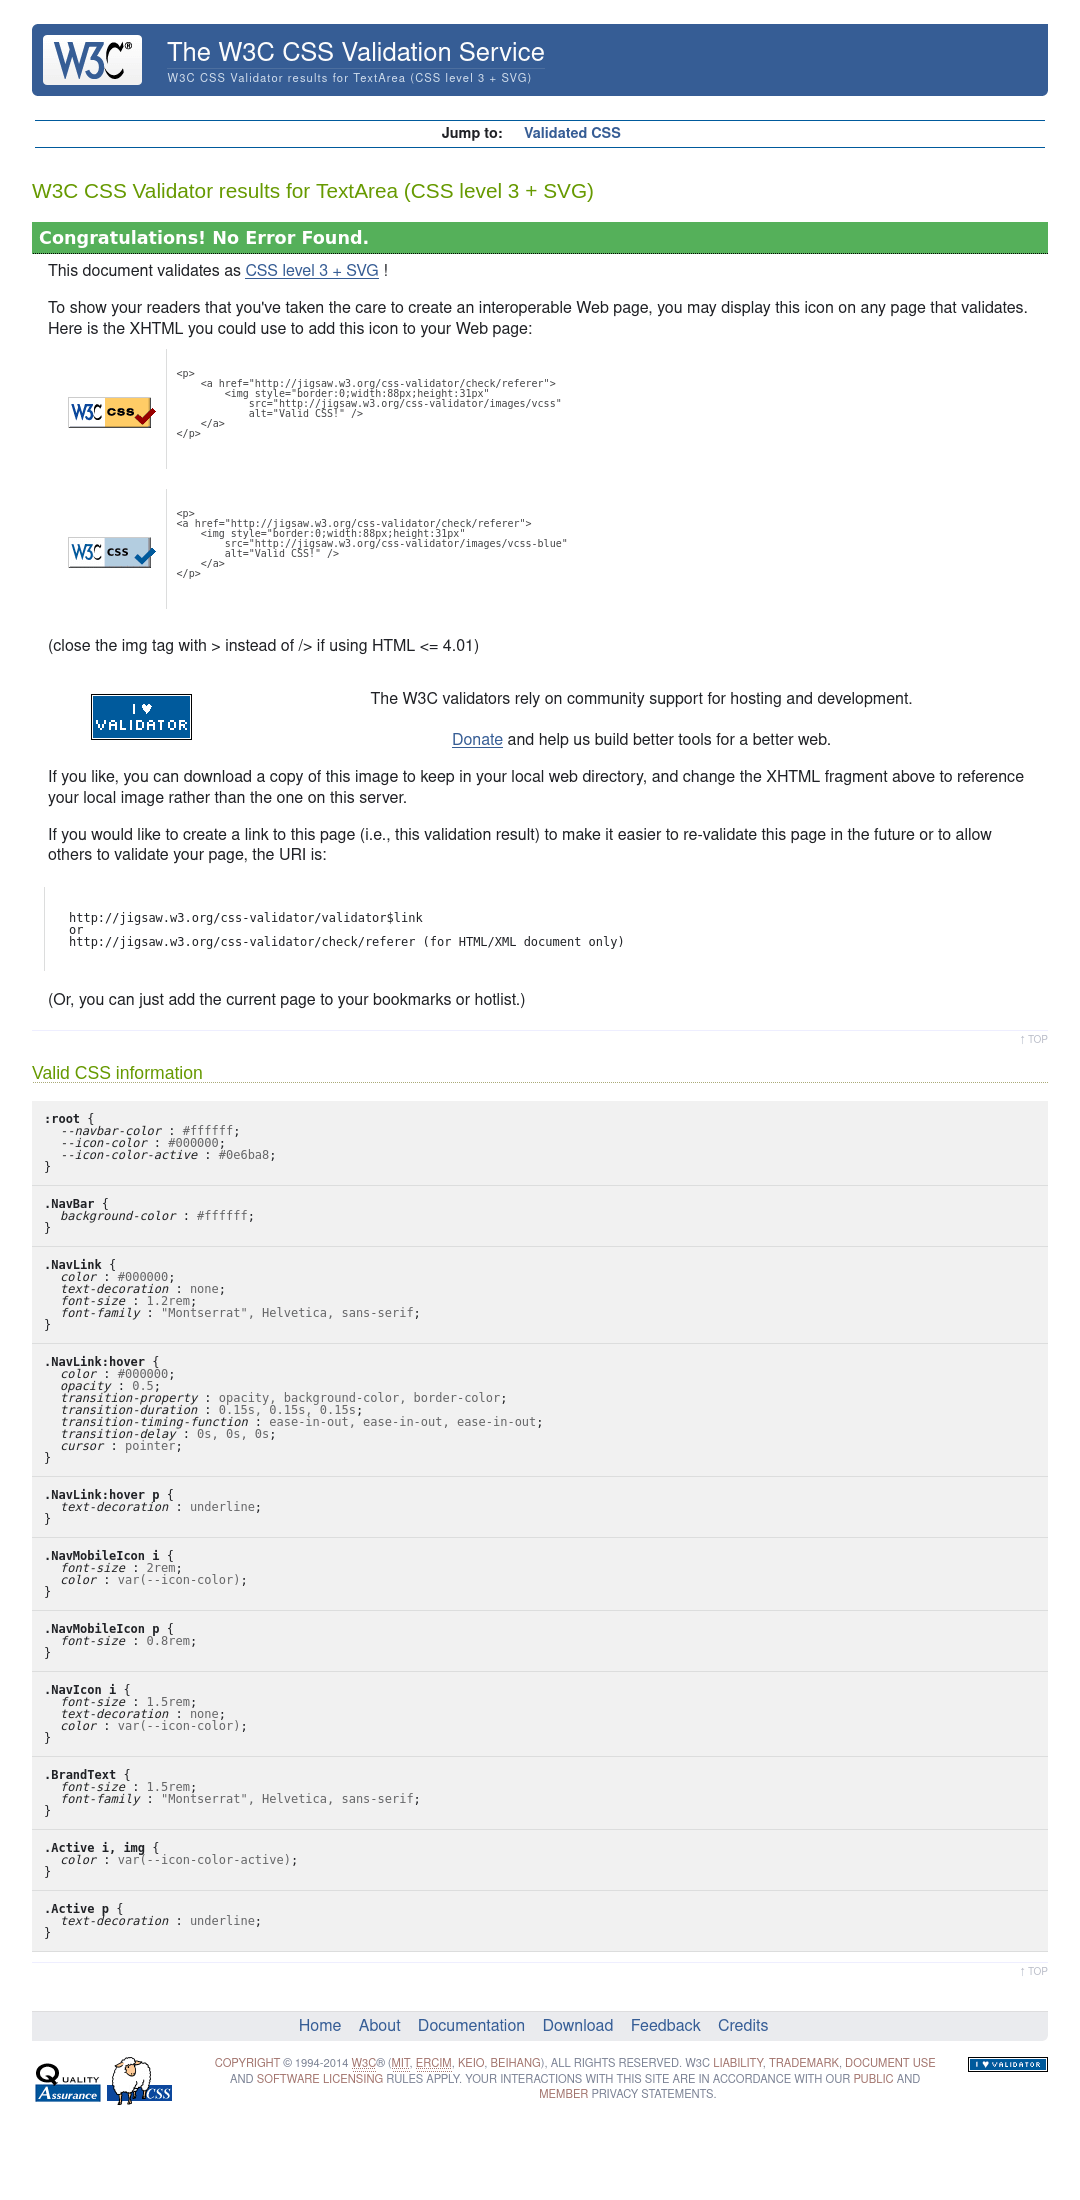 W3C®
The W3C CSS Validation Service
W3C CSS Validator results for TextArea (CSS level 3 + SVG)
Jump to: Validated CSS
W3C CSS Validator results for TextArea (CSS level 3 + SVG)
Congratulations! No Error Found.
This document validates as CSS level 3 + SVG !
To show your readers that you've taken the care to create an interoperable Web page, you may display this icon on any page that validates.
Here is the XHTML you could use to add this icon to your Web page:
W3C CSS
<p>
<a href="http://jigsaw.w3.org/css-validator/check/referer">
<img style="border:0;width:88px;height:31px"
src="http://jigsaw.w3.org/css-validator/images/vcss"
alt="Valid CSS!" />
</a>
</p>
W3C CSS
<p>
<a href="http://jigsaw.w3.org/css-validator/check/referer">
<img style="border:0;width:88px;height:31px"
src="http://jigsaw.w3.org/css-validator/images/vcss-blue"
alt="Valid CSS!" />
</a>
</p>
(close the img tag with > instead of /> if using HTML <= 4.01)
I ♥
VALIDATOR
The W3C validators rely on community support for hosting and development.
Donate and help us build better tools for a better web.
If you like, you can download a copy of this image to keep in your local web directory, and change the XHTML fragment above to reference
your local image rather than the one on this server.
If you would like to create a link to this page (i.e., this validation result) to make it easier to re-validate this page in the future or to allow
others to validate your page, the URI is:
http://jigsaw.w3.org/css-validator/validator$link
or
http://jigsaw.w3.org/css-validator/check/referer (for HTML/XML document only)
(Or, you can just add the current page to your bookmarks or hotlist.)
↑ TOP
Valid CSS information
:root {
--navbar-color : #ffffff;
--icon-color : #000000;
--icon-color-active : #0e6ba8;
}
.NavBar {
background-color : #ffffff;
}
.NavLink {
color : #000000;
text-decoration : none;
font-size : 1.2rem;
font-family : "Montserrat", Helvetica, sans-serif;
}
.NavLink:hover {
color : #000000;
opacity : 0.5;
transition-property : opacity, background-color, border-color;
transition-duration : 0.15s, 0.15s, 0.15s;
transition-timing-function : ease-in-out, ease-in-out, ease-in-out;
transition-delay : 0s, 0s, 0s;
cursor : pointer;
}
.NavLink:hover p {
text-decoration : underline;
}
.NavMobileIcon i {
font-size : 2rem;
color : var(--icon-color);
}
.NavMobileIcon p {
font-size : 0.8rem;
}
.NavIcon i {
font-size : 1.5rem;
text-decoration : none;
color : var(--icon-color);
}
.BrandText {
font-size : 1.5rem;
font-family : "Montserrat", Helvetica, sans-serif;
}
.Active i, img {
color : var(--icon-color-active);
}
.Active p {
text-decoration : underline;
}
↑ TOP
Home About Documentation Download Feedback Credits
QUALITY
Assurance
CSS
COPYRIGHT © 1994-2014 W3C® (MIT, ERCIM, KEIO, BEIHANG), ALL RIGHTS RESERVED. W3C LIABILITY, TRADEMARK, DOCUMENT USE
AND SOFTWARE LICENSING RULES APPLY. YOUR INTERACTIONS WITH THIS SITE ARE IN ACCORDANCE WITH OUR PUBLIC AND
MEMBER PRIVACY STATEMENTS.
I ♥ VALIDATOR